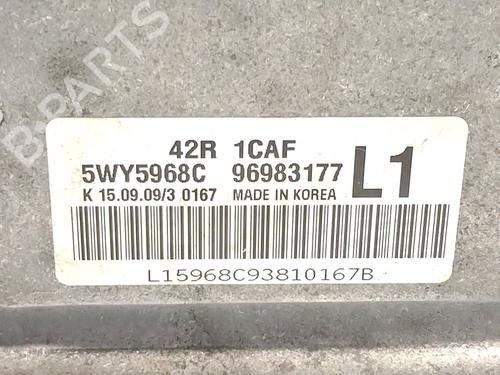 B-PARTS
42R 1CAF
5WY5968C 96983177 L1
K 15.09.09/3 0167 MADE IN KOREA
L15968C93810167B